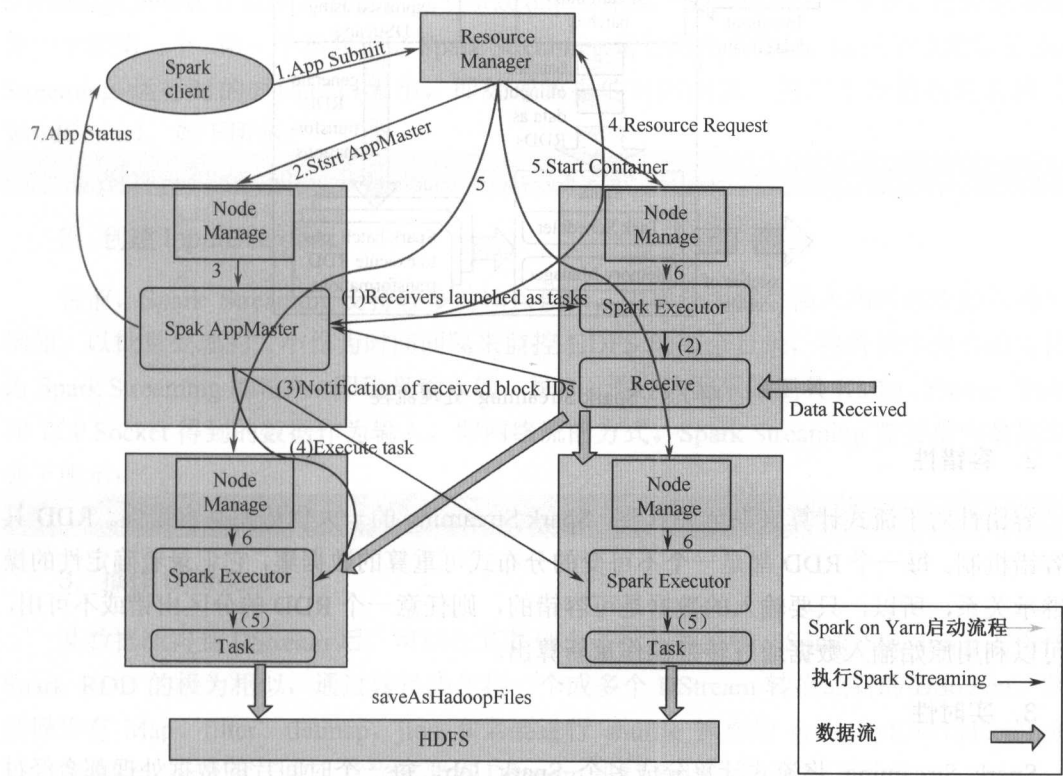 Spark
client
1.App Submit
Resource
Manager
7.App Status
2.Stsrt AppMaster
4.Resource Request
5.Start Container
5
Node
Manage
3
Spak AppMaster
Node
Manage
6
Spark Executor
(1)Receivers launched as tasks
(2)
Receive
(3)Notification of received block IDs
Data Received
(4)Execute task
Node
Manage
6
Spark Executor
(5)
Task
Node
Manage
6
Spark Executor
(5)
Task
saveAsHadoopFiles
HDFS
Spark on Yarn启动流程
执行Spark Streaming
数据流